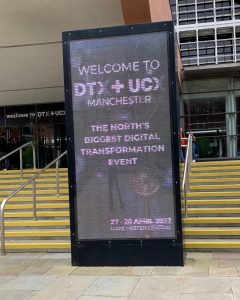 WELCOME TO
DTX + UCX
MANCHESTER
THE NORTH'S
BIGGEST DIGITAL
TRANSFORMATION
EVENT
27 - 28 APRIL 2022
MANCHESTER CENTRAL
WELCOME TO DTX + UCX